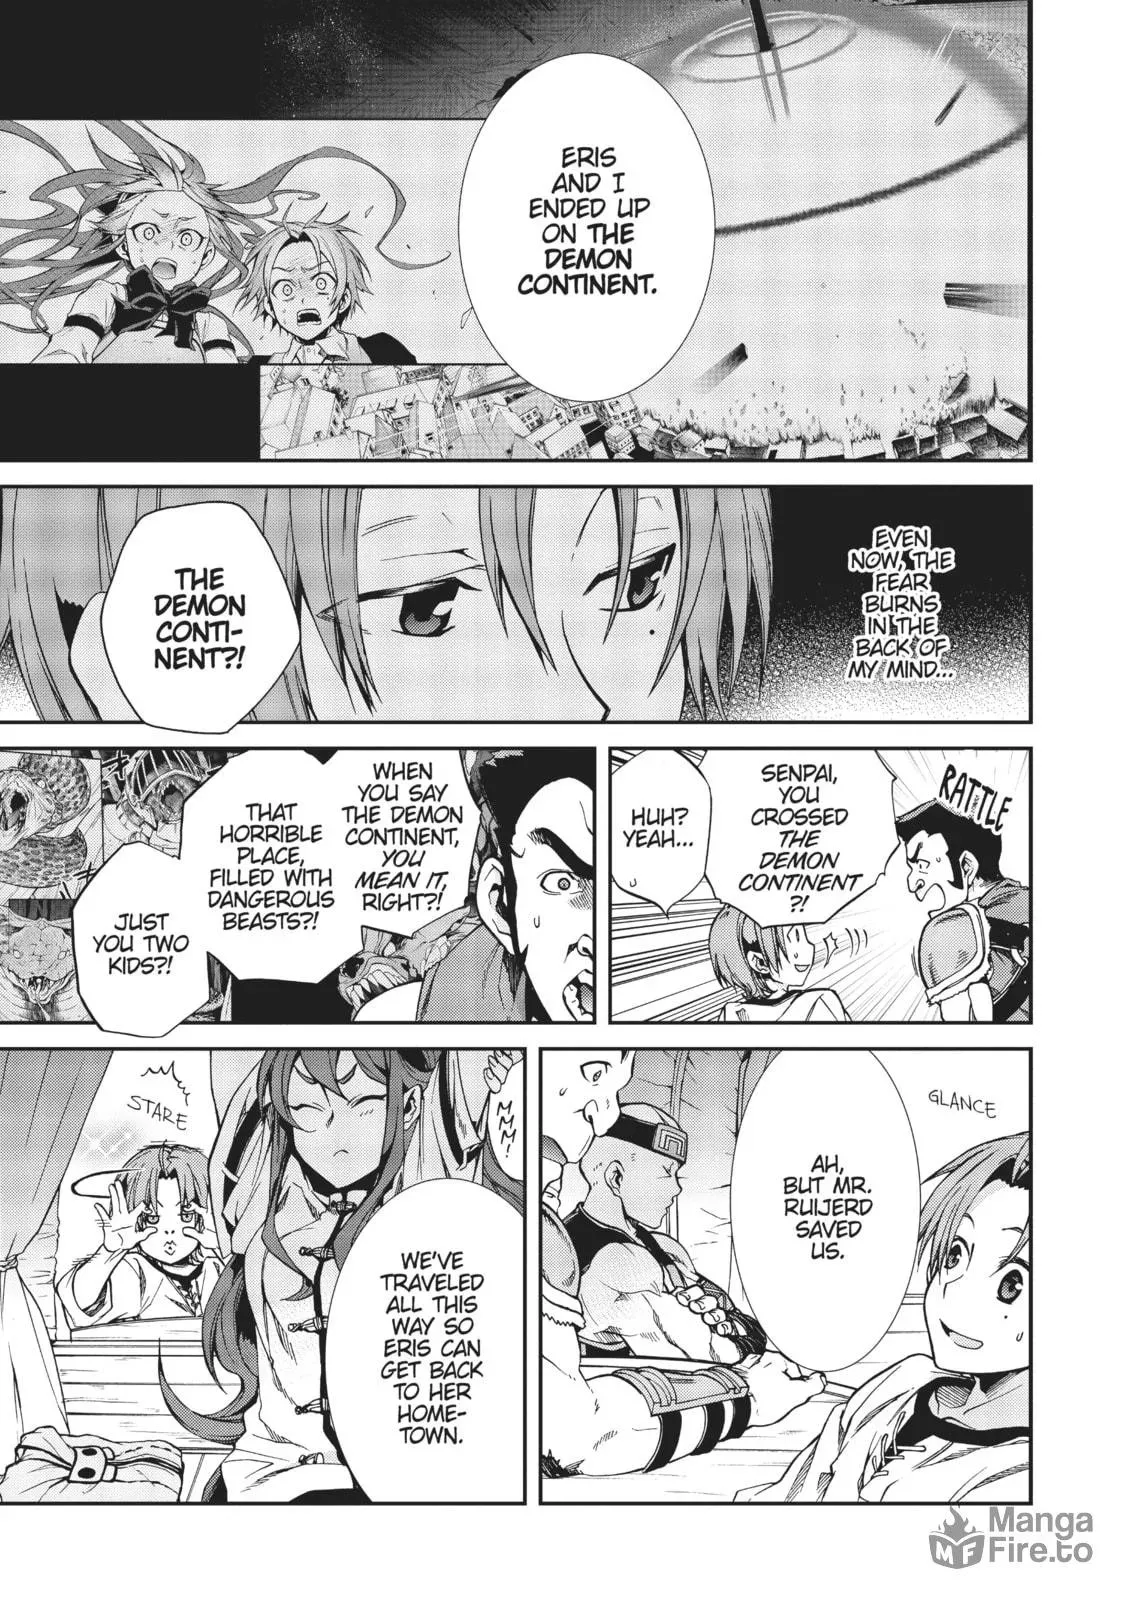 ERIS
AND I
ENDED UP
ON THE
DEMON
CONTINENT.
EVEN
NOW, THE
FEAR
BURNS
IN THE
BACK OF
MY MIND...
THE
DEMON
CONTI-
NENT?!
RATTLE
SENPAI,
YOU
CROSSED
THE
DEMON
CONTINENT
?!
HUH?
YEAH...
WHEN
YOU SAY
THE DEMON
CONTINENT,
YOU
MEAN IT,
RIGHT?!
THAT
HORRIBLE
PLACE,
FILLED WITH
DANGEROUS
BEASTS?!
JUST
YOU TWO
KIDS?!
GLANCE
AH,
BUT MR.
RUIJERD
SAVED
US.
MMM!
WE'VE
TRAVELED
ALL THIS
WAY SO
ERIS CAN
GET BACK
TO HER
HOME-
TOWN.
STARE
Manga
MF Fire.to